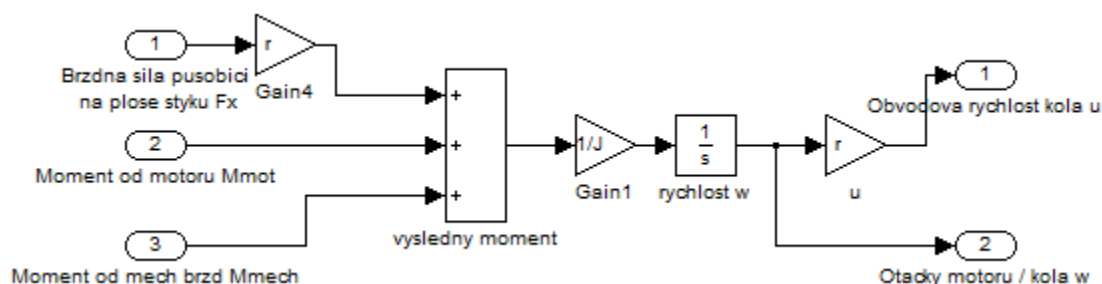 1
Brzdna sila pusobici
na plose styku Fx
r
Gain4
2
Moment od motoru Mmot
3
Moment od mech brzd Mmech
+
+
+
vysledny moment
1/J
Gain1
1
s
rychlost w
r
u
1
Obvodova rychlost kola u
2
Otacky motoru / kola w